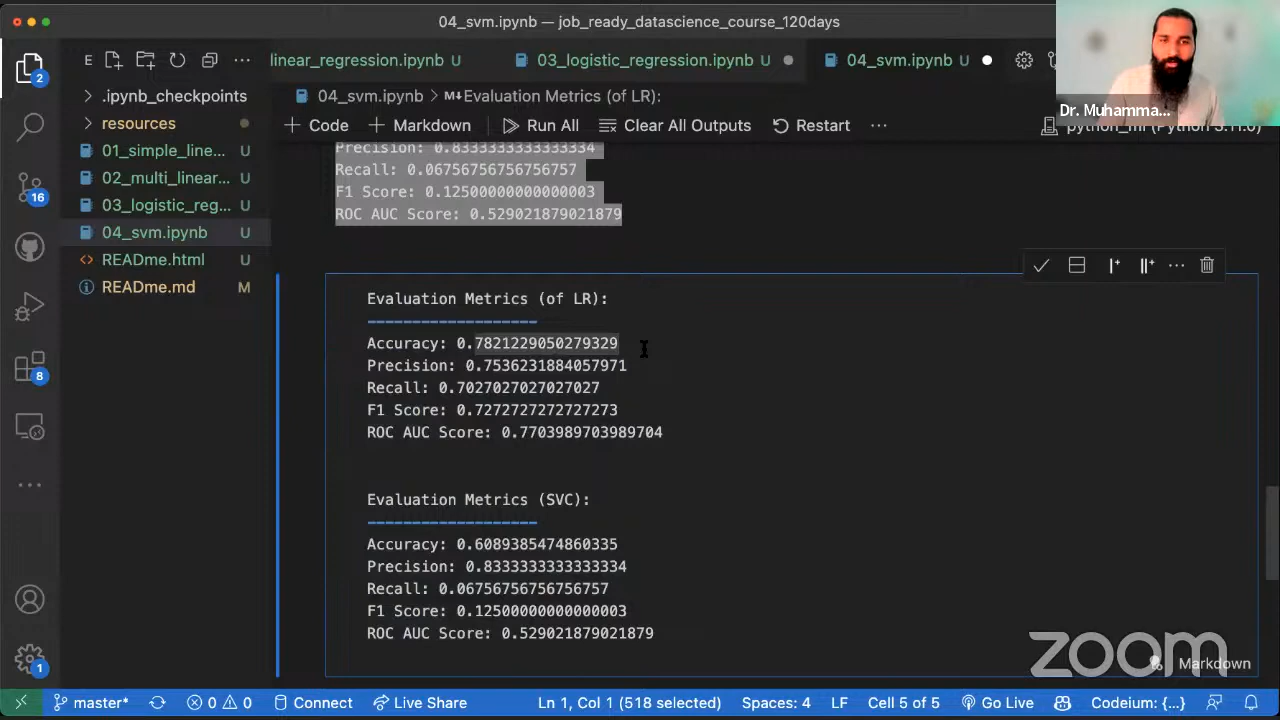 04_svm.ipynb — job_ready_datascience_course_120days
Dr. Muhamma...
E
linear_regression.ipynb U
03_logistic_regression.ipynb U
04_svm.ipynb U
.ipynb_checkpoints
resources
01_simple_line... U
02_multi_linear... U
03_logistic_reg... U
04_svm.ipynb U
READme.html U
READme.md M
2
16
8
1
04_svm.ipynb > M↓Evaluation Metrics (of LR):
+ Code + Markdown Run All Clear All Outputs Restart ...
Precision: 0.8333333333333334
Recall: 0.06756756756756757
F1 Score: 0.12500000000000003
ROC AUC Score: 0.529021879021879
Evaluation Metrics (of LR):
-------------------
Accuracy: 0.7821229050279329
Precision: 0.7536231884057971
Recall: 0.7027027027027027
F1 Score: 0.7272727272727273
ROC AUC Score: 0.7703989703989704
Evaluation Metrics (SVC):
-------------------
Accuracy: 0.6089385474860335
Precision: 0.8333333333333334
Recall: 0.06756756756756757
F1 Score: 0.12500000000000003
ROC AUC Score: 0.529021879021879
zoom
Markdown
master* 0 0 Connect Live Share Ln 1, Col 1 (518 selected) Spaces: 4 LF Cell 5 of 5 Go Live Codeium: {...}